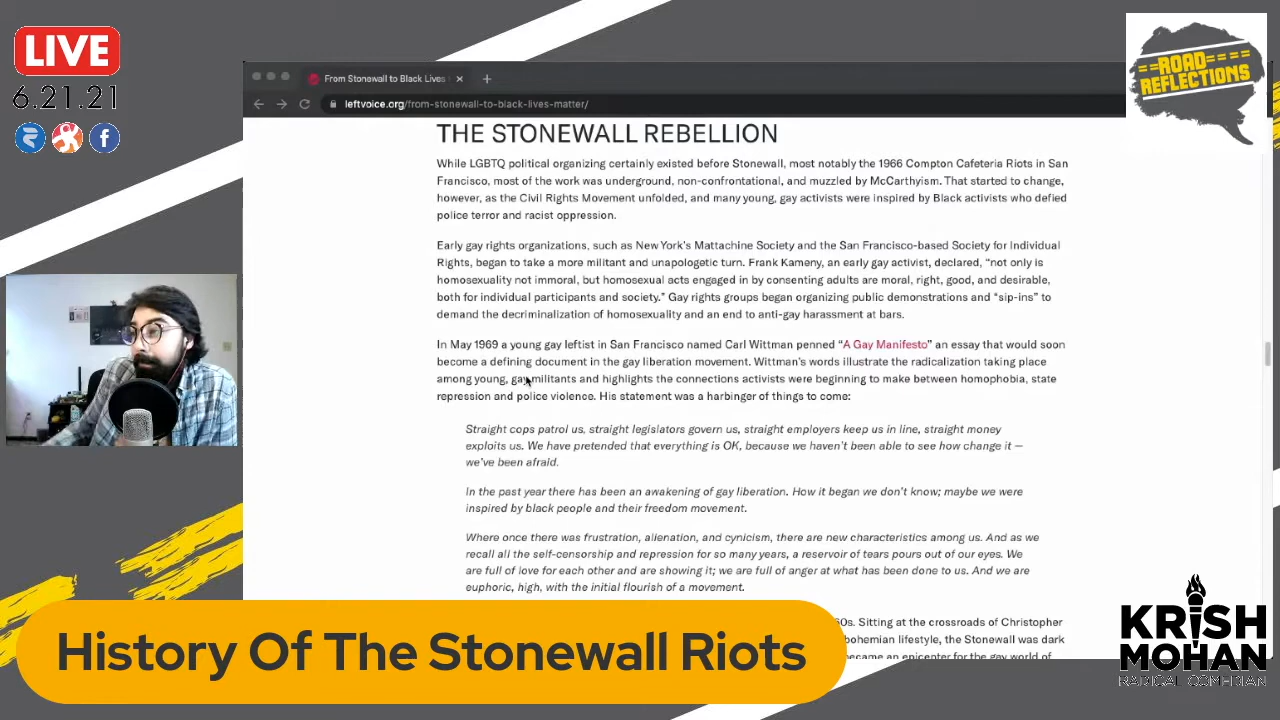 LIVE
6.21.21
ROAD
REFLECTIONS
From Stonewall to Black Lives
leftvoice.org/from-stonewall-to-black-lives-matter/
THE STONEWALL REBELLION
While LGBTQ political organizing certainly existed before Stonewall, most notably the 1966 Compton Cafeteria Riots in San
Francisco, most of the work was underground, non-confrontational, and muzzled by McCarthyism. That started to change,
however, as the Civil Rights Movement unfolded, and many young, gay activists were inspired by Black activists who defied
police terror and racist oppression.
Early gay rights organizations, such as New York's Mattachine Society and the San Francisco-based Society for Individual
Rights, began to take a more militant and unapologetic turn. Frank Kameny, an early gay activist, declared, "not only is
homosexuality not immoral, but homosexual acts engaged in by consenting adults are moral, right, good, and desirable,
both for individual participants and society." Gay rights groups began organizing public demonstrations and "sip-ins" to
demand the decriminalization of homosexuality and an end to anti-gay harassment at bars.
In May 1969 a young gay leftist in San Francisco named Carl Wittman penned "A Gay Manifesto" an essay that would soon
become a defining document in the gay liberation movement. Wittman's words illustrate the radicalization taking place
among young, gay militants and highlights the connections activists were beginning to make between homophobia, state
repression and police violence. His statement was a harbinger of things to come:
Straight cops patrol us, straight legislators govern us, straight employers keep us in line, straight money
exploits us. We have pretended that everything is OK, because we haven't been able to see how change it —
we've been afraid.
In the past year there has been an awakening of gay liberation. How it began we don't know; maybe we were
inspired by black people and their freedom movement.
Where once there was frustration, alienation, and cynicism, there are new characteristics among us. And as we
recall all the self-censorship and repression for so many years, a reservoir of tears pours out of our eyes. We
are full of love for each other and are showing it; we are full of anger at what has been done to us. And we are
euphoric, high, with the initial flourish of a movement.
60s. Sitting at the crossroads of Christopher
bohemian lifestyle, the Stonewall was dark
became an epicenter for the gay world of
History Of The Stonewall Riots
KRISH
MOHAN
RADICAL COMEDIAN